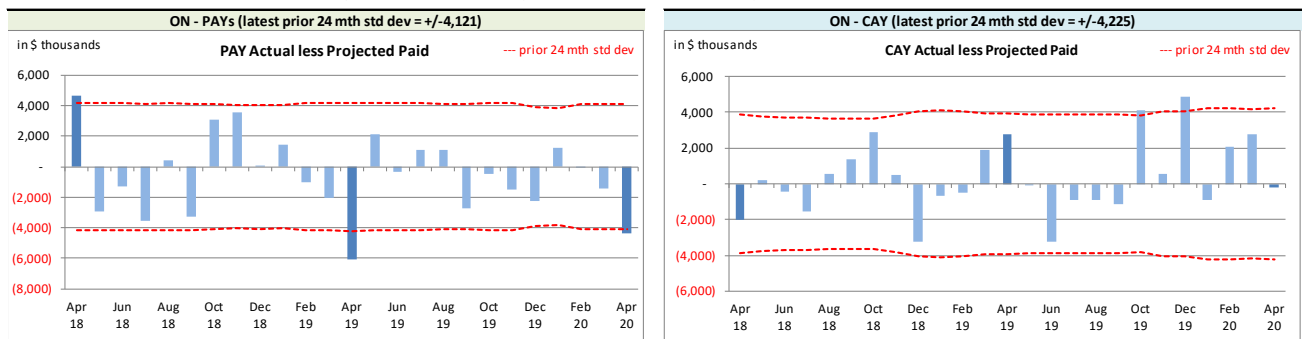 ON - PAYs (latest prior 24 mth std dev = +/-4,121)
in $ thousands
PAY Actual less Projected Paid
--- prior 24 mth std dev
6,000
4,000
2,000
-
(2,000)
(4,000)
(6,000)
(8,000)
Apr Jun Aug Oct Dec Feb Apr Jun Aug Oct Dec Feb Apr
18 18 18 18 18 19 19 19 19 19 19 20 20
ON - CAY (latest prior 24 mth std dev = +/-4,225)
in $ thousands
CAY Actual less Projected Paid
--- prior 24 mth std dev
6,000
4,000
2,000
-
(2,000)
(4,000)
(6,000)
Apr Jun Aug Oct Dec Feb Apr Jun Aug Oct Dec Feb Apr
18 18 18 18 18 19 19 19 19 19 19 20 20